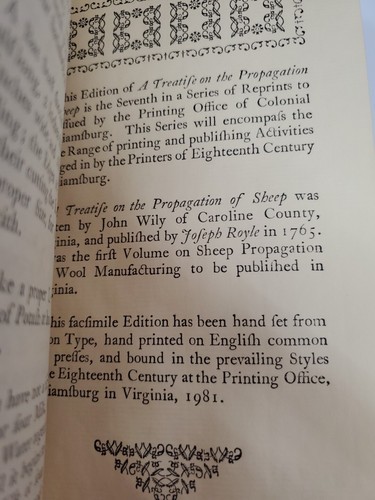 his Edition of A Treatiſe on the Propagation
heep is the Seventh in a Series of Reprints to
ſued by the Printing Office of Colonial
iamſburg. This Series will encompaſs the
e Range of printing and publiſhing Activities
ged in by the Printers of Eighteenth Century
iamſburg.
Treatiſe on the Propagation of Sheep was
ten by John Wily of Caroline County,
inia, and publiſhed by Joſeph Royle in 1765.
as the firſt Volume on Sheep Propagation
Wool Manufacturing to be publiſhed in
inia.
his facſimile Edition has been hand ſet from
on Type, hand printed on Engliſh common
preſſes, and bound in the prevailing Styles
e Eighteenth Century at the Printing Office,
iamſburg in Virginia, 1981.
ath.
ke a prope
have